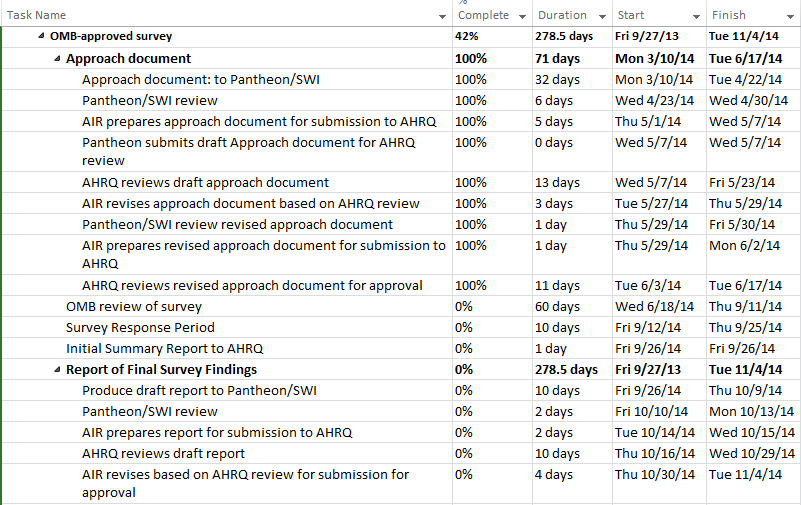 %
Task Name Complete Duration Start Finish
OMB-approved survey 42% 278.5 days Fri 9/27/13 Tue 11/4/14
Approach document 100% 71 days Mon 3/10/14 Tue 6/17/14
Approach document: to Pantheon/SWI 100% 32 days Mon 3/10/14 Tue 4/22/14
Pantheon/SWI review 100% 6 days Wed 4/23/14 Wed 4/30/14
AIR prepares approach document for submission to AHRQ 100% 5 days Thu 5/1/14 Wed 5/7/14
Pantheon submits draft Approach document for AHRQ 100% 0 days Wed 5/7/14 Wed 5/7/14
review
AHRQ reviews draft approach document 100% 13 days Wed 5/7/14 Fri 5/23/14
AIR revises approach document based on AHRQ review 100% 3 days Tue 5/27/14 Thu 5/29/14
Pantheon/SWI review revised approach document 100% 1 day Thu 5/29/14 Fri 5/30/14
AIR prepares revised approach document for submission to 100% 1 day Thu 5/29/14 Mon 6/2/14
AHRQ
AHRQ reviews revised approach document for approval 100% 11 days Tue 6/3/14 Tue 6/17/14
OMB review of survey 0% 60 days Wed 6/18/14 Thu 9/11/14
Survey Response Period 0% 10 days Fri 9/12/14 Thu 9/25/14
Initial Summary Report to AHRQ 0% 1 day Fri 9/26/14 Fri 9/26/14
Report of Final Survey Findings 0% 278.5 days Fri 9/27/13 Tue 11/4/14
Produce draft report to Pantheon/SWI 0% 10 days Fri 9/26/14 Thu 10/9/14
Pantheon/SWI review 0% 2 days Fri 10/10/14 Mon 10/13/14
AIR prepares report for submission to AHRQ 0% 2 days Tue 10/14/14 Wed 10/15/14
AHRQ reviews draft report 0% 10 days Thu 10/16/14 Wed 10/29/14
AIR revises based on AHRQ review for submission for 0% 4 days Thu 10/30/14 Tue 11/4/14
approval